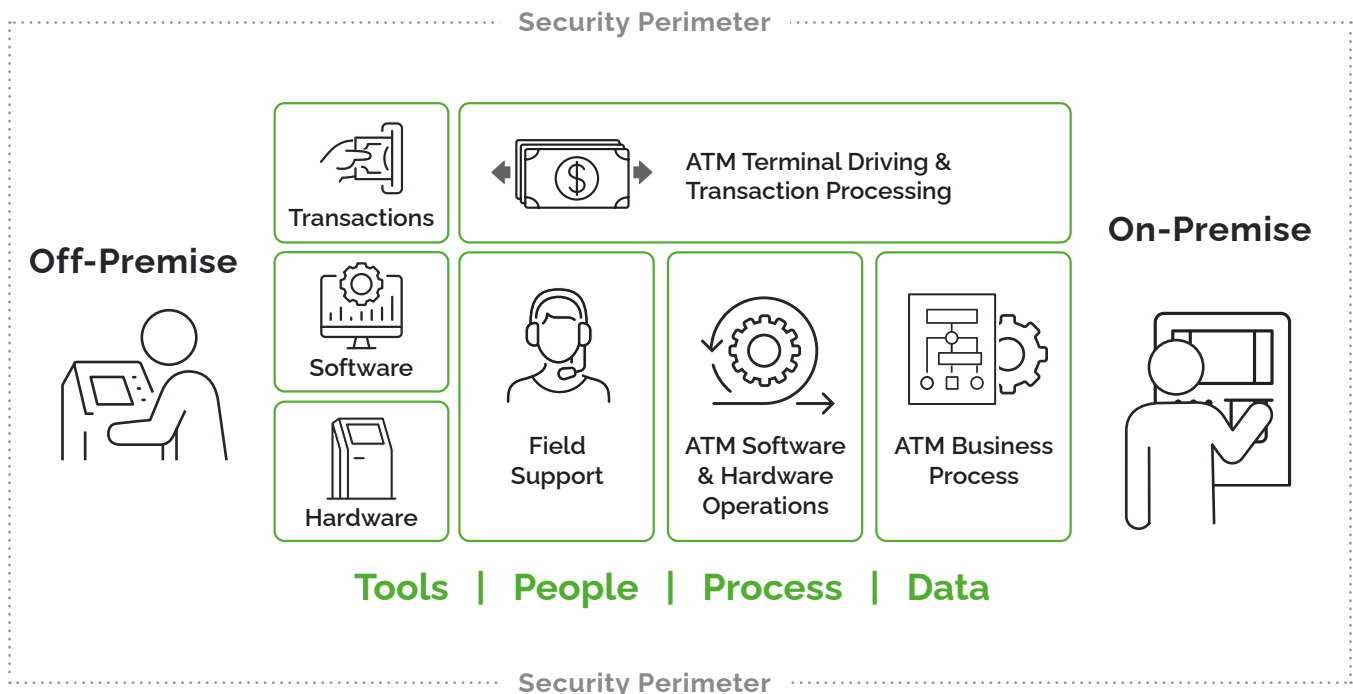 Security Perimeter
Off-Premise
Transactions
ATM Terminal Driving &
Transaction Processing
On-Premise
Software
Hardware
Field
Support
ATM Software
& Hardware
Operations
ATM Business
Process
Tools | People | Process | Data
Security Perimeter